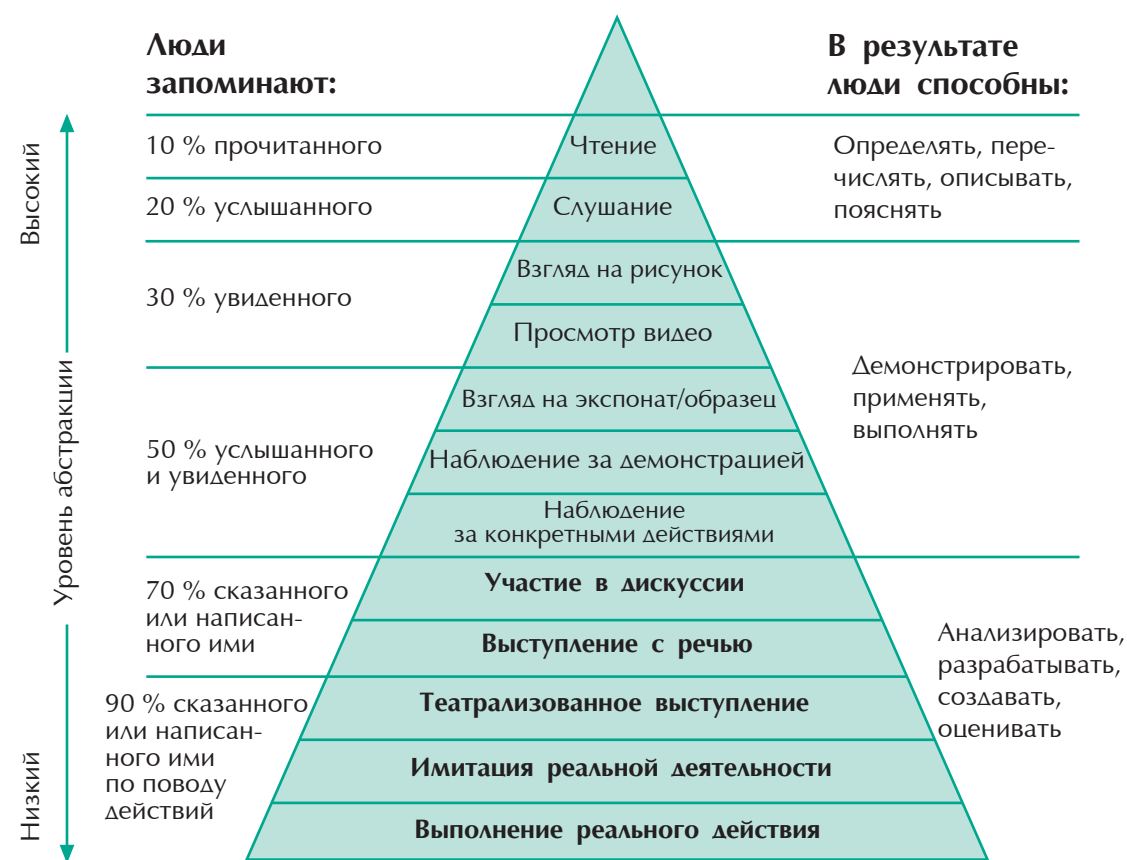 Люди
запоминают:
В результате
люди способны:
Высокий
Уровень абстракции
Низкий
10 % прочитанного
Чтение
Определять, пере-
числять, описывать,
пояснять
20 % услышанного
Слушание
30 % увиденного
Взгляд на рисунок
Просмотр видео
Демонстрировать,
применять,
выполнять
50 % услышанного
и увиденного
Взгляд на экспонат/образец
Наблюдение за демонстрацией
Наблюдение
за конкретными действиями
70 % сказанного
или написан-
ного ими
Участие в дискуссии
Выступление с речью
Анализировать,
разрабатывать,
создавать,
оценивать
90 % сказанного
или написан-
ного ими
по поводу
действий
Театрализованное выступление
Имитация реальной деятельности
Выполнение реального действия